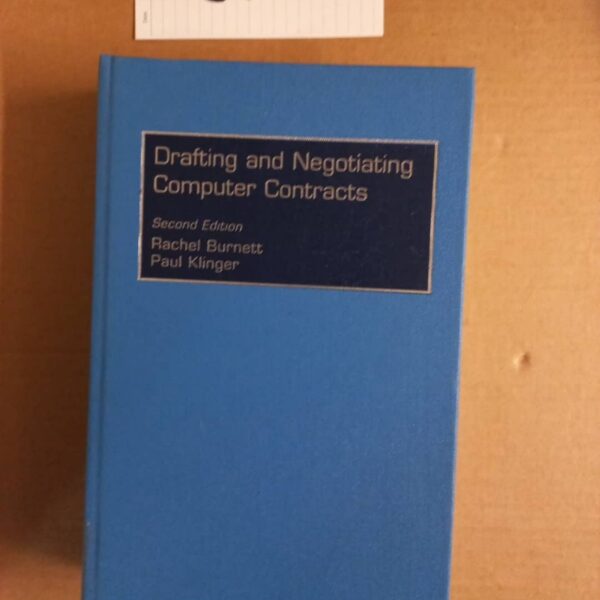 Drafting and Negotiating
Computer Contracts
Second Edition
Rachel Burnett
Paul Klinger